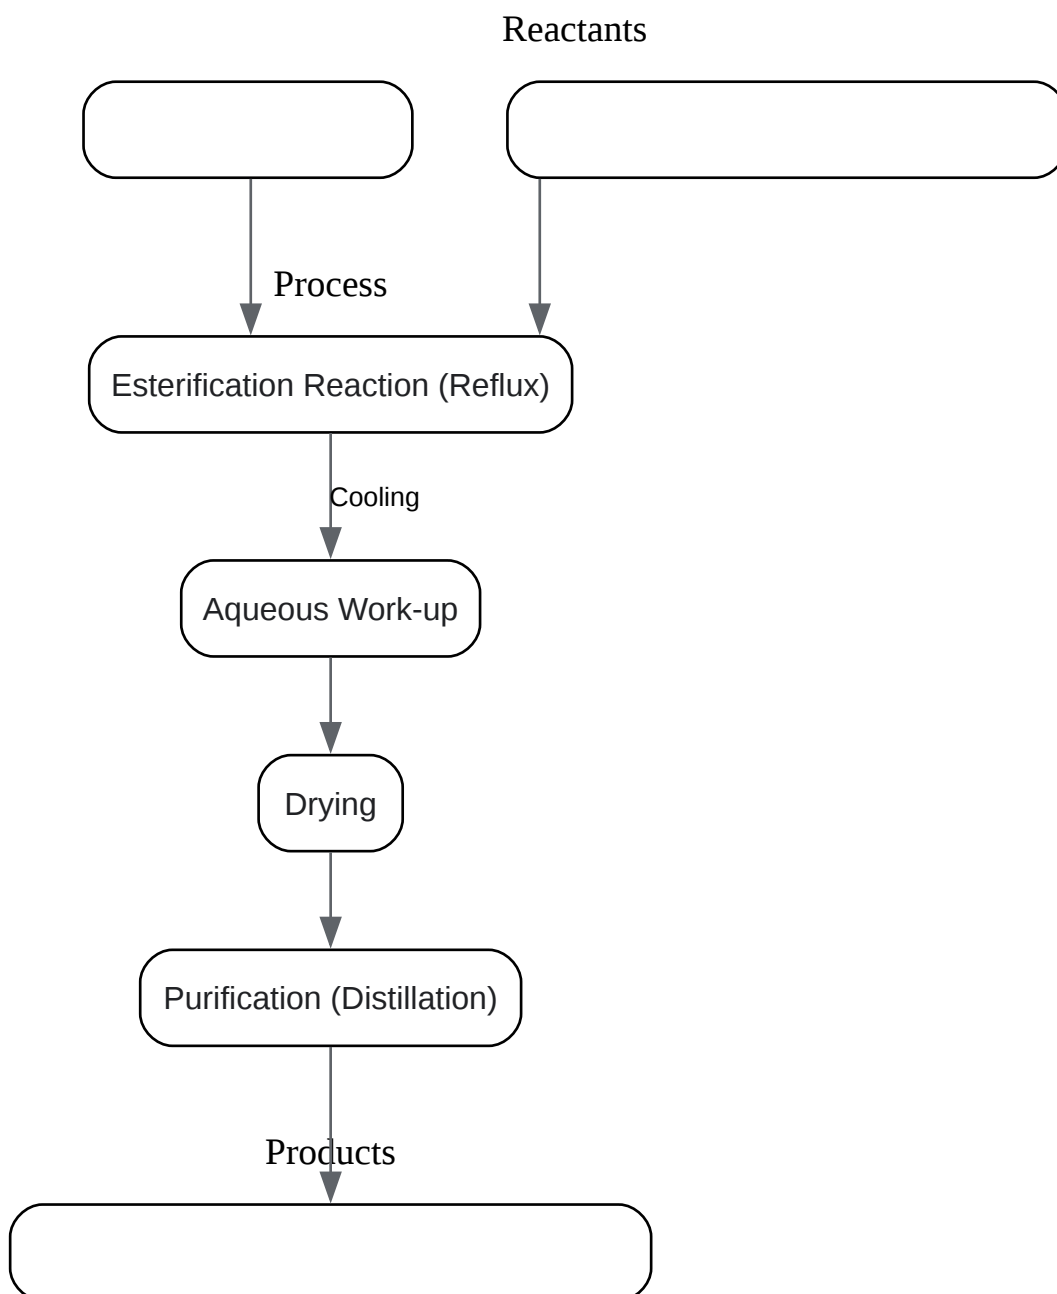 Reactants
Process
Esterification Reaction (Reflux)
Cooling
Aqueous Work-up
Drying
Purification (Distillation)
Products